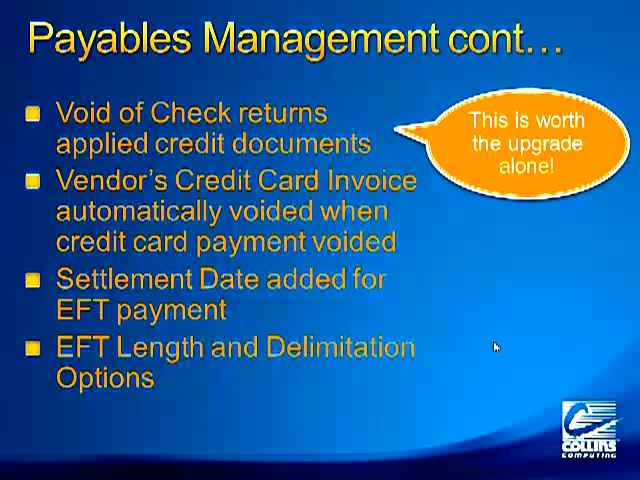 Payables Management cont…
Void of Check returns
applied credit documents
This is worth
the upgrade
alone!
Vendor's Credit Card Invoice
automatically voided when
credit card payment voided
Settlement Date added for
EFT payment
EFT Length and Delimitation
Options
COLLINS
COMPUTING